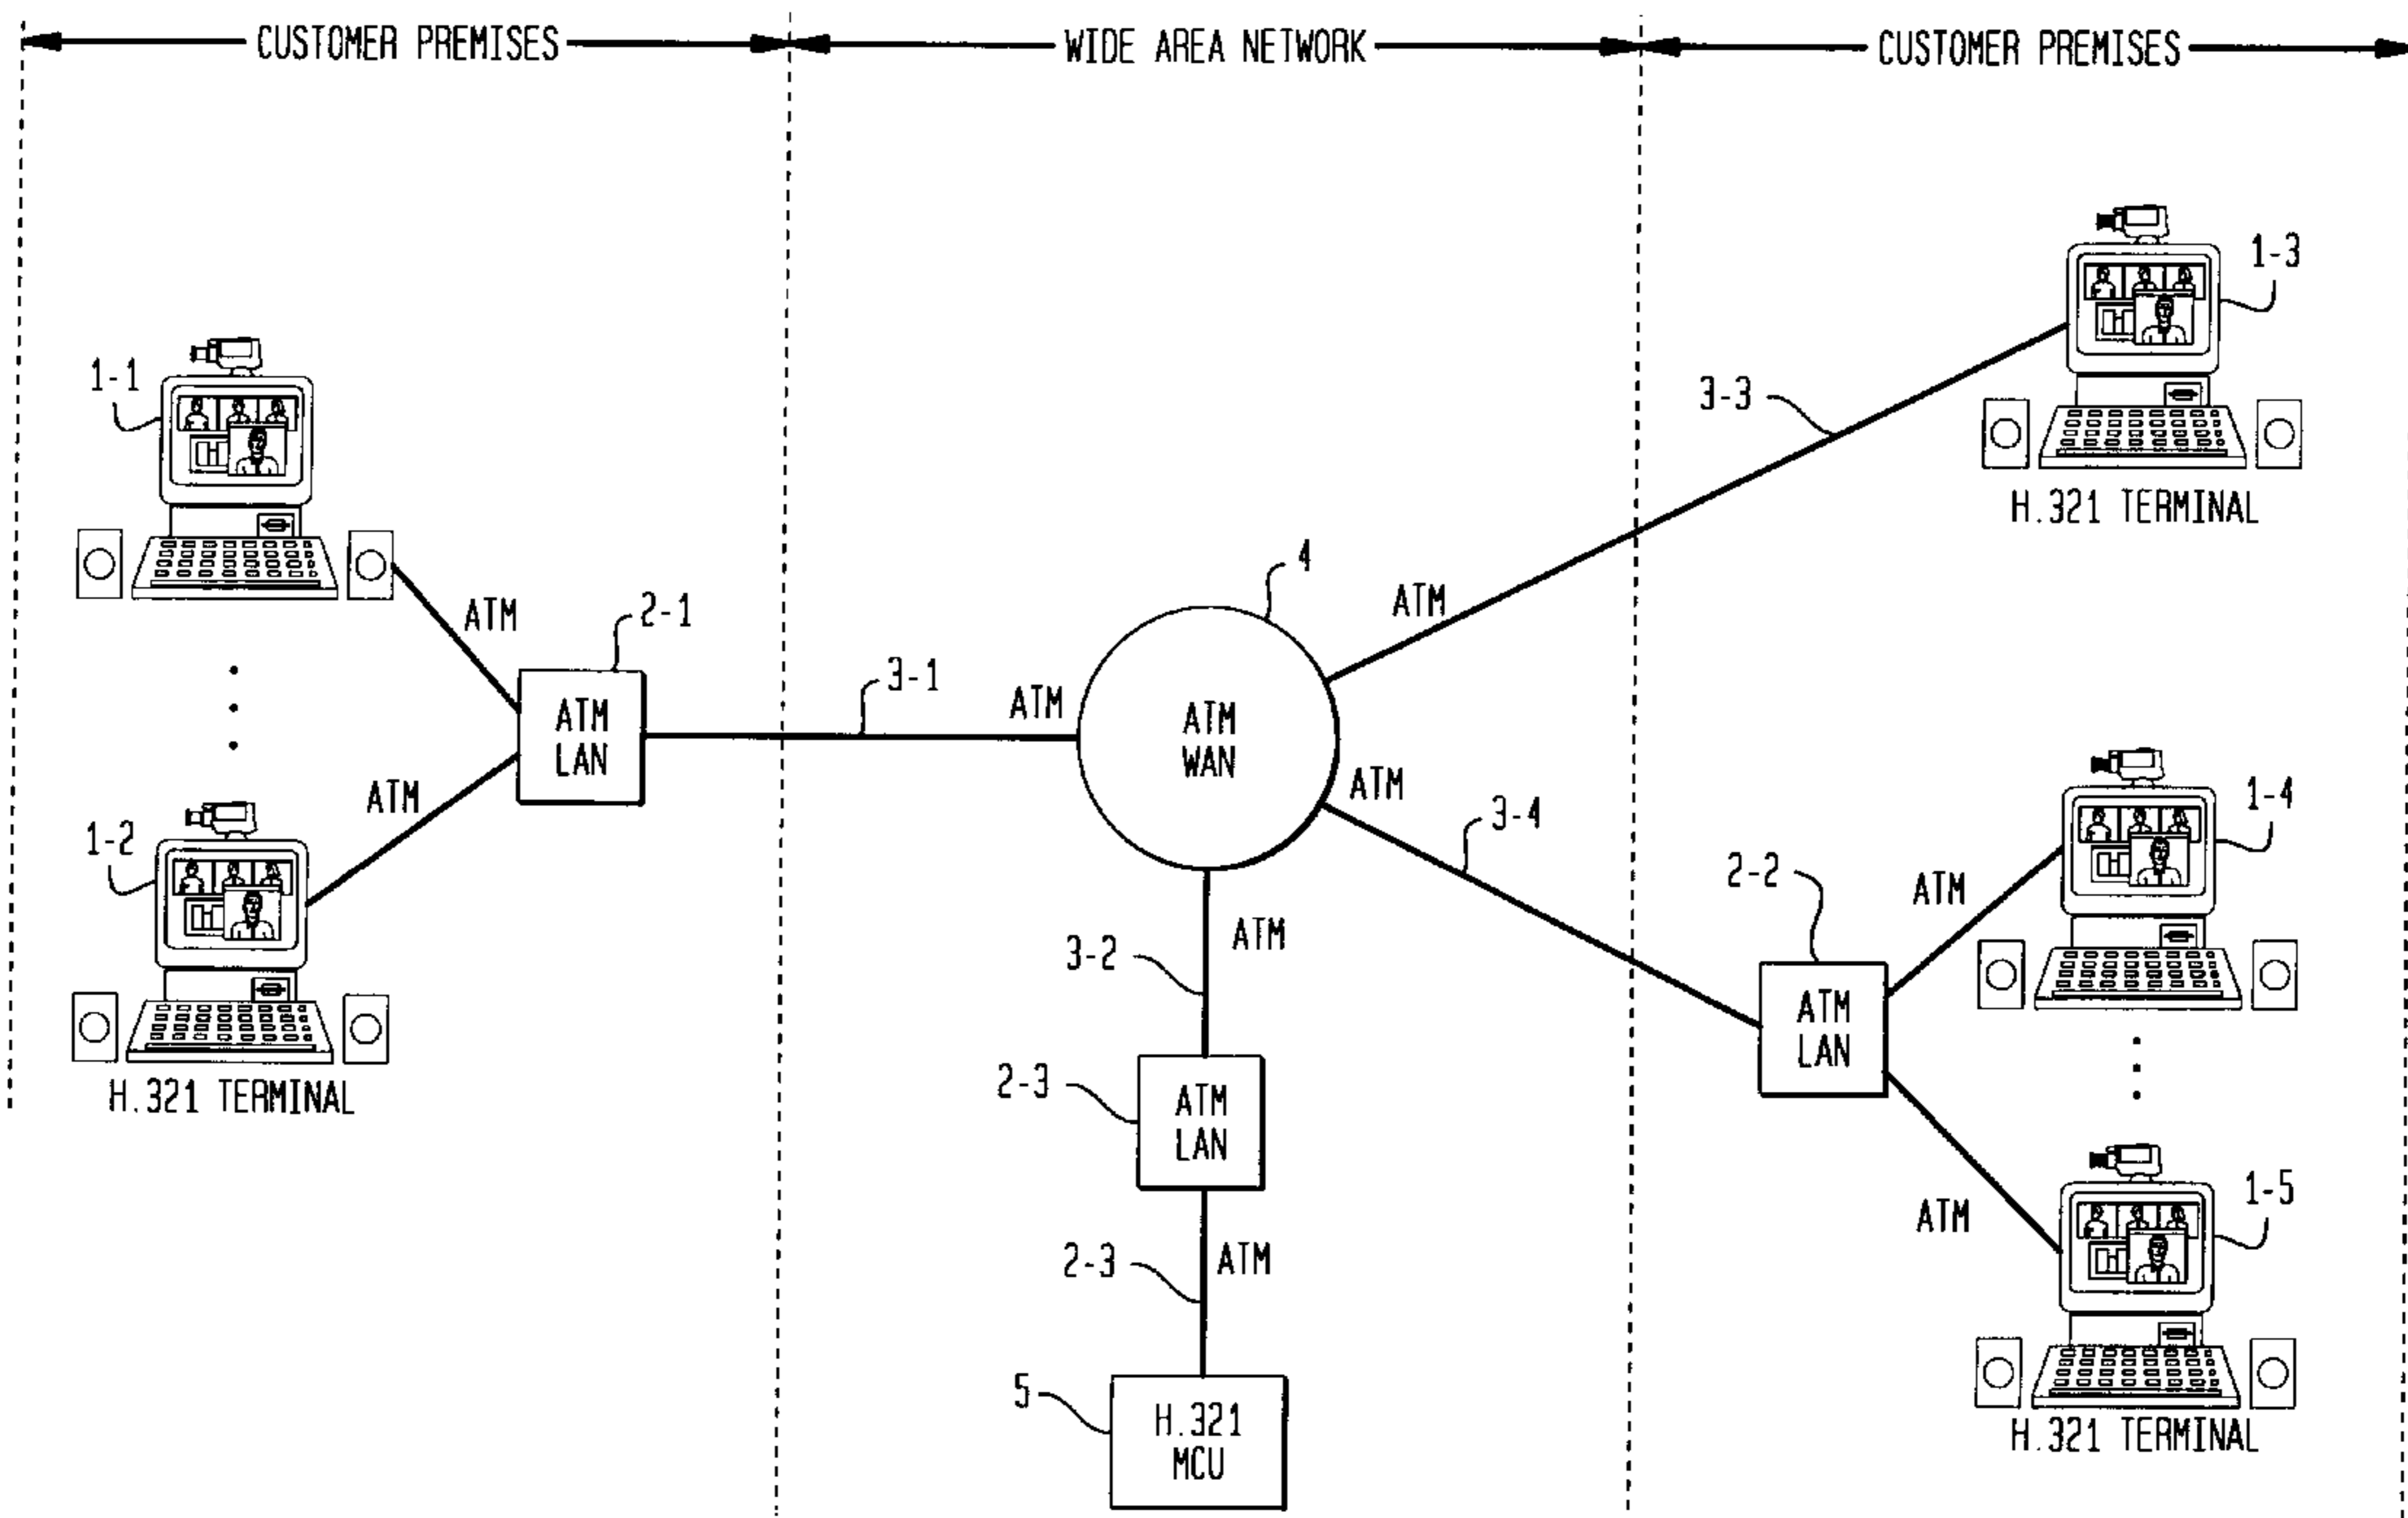 CUSTOMER PREMISES
WIDE AREA NETWORK
CUSTOMER PREMISES
1-1
ATM
2-1
ATM
LAN
1-2
ATM
H.321 TERMINAL
3-1
ATM
4
ATM
WAN
ATM
3-3
1-3
H.321 TERMINAL
ATM
3-4
3-2
ATM
2-3
ATM
LAN
2-3
ATM
5
H.321
MCU
2-2
ATM
LAN
ATM
1-4
ATM
1-5
H.321 TERMINAL